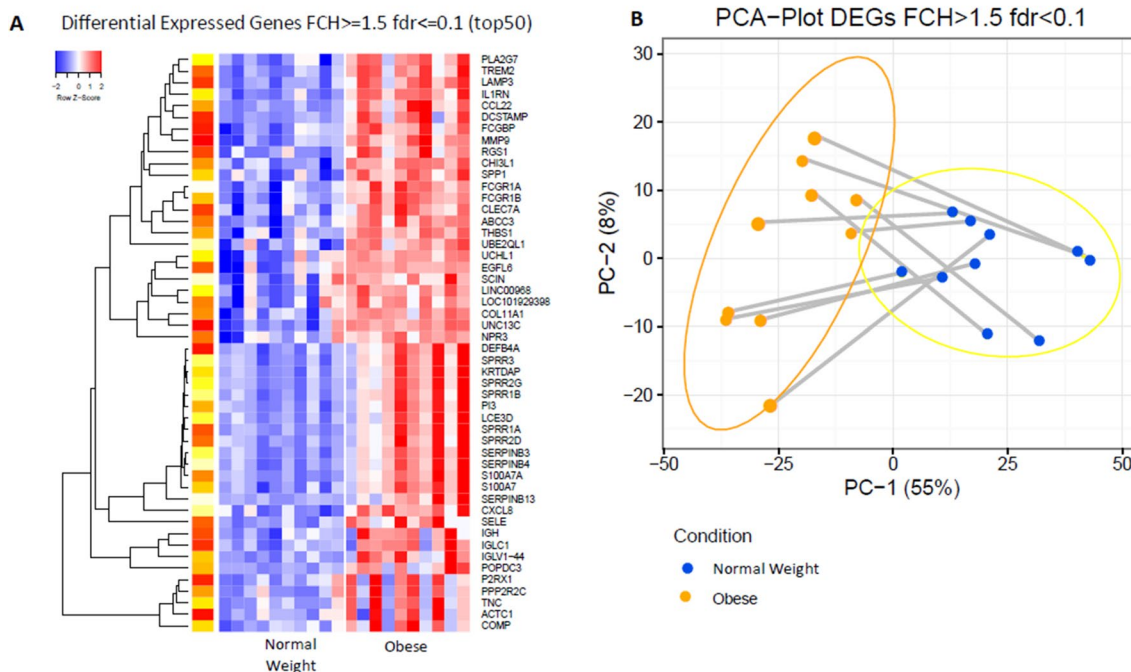 A
Differential Expressed Genes FCH>=1.5 fdr<=0.1 (top50)
−2 0 1 2
Row Z-Score
PLA2G7
TREM2
LAMP3
IL1RN
CCL22
DCSTAMP
FCGBP
MMP9
RGS1
CHI3L1
SPP1
FCGR1A
FCGR1B
CLEC7A
ABCC3
THBS1
UBE2QL1
UCHL1
EGFL6
SCIN
LINC00968
LOC101929398
COL11A1
UNC13C
NPR3
DEFB4A
SPRR3
KRTDAP
SPRR2G
SPRR1B
PI3
LCE3D
SPRR1A
SPRR2D
SERPINB3
SERPINB4
S100A7A
S100A7
SERPINB13
CXCL8
SELE
IGH
IGLC1
IGLV1-44
POPDC3
P2RX1
PPP2R2C
TNC
ACTC1
COMP
Normal
Weight
Obese
B
PCA−Plot DEGs FCH>1.5 fdr<0.1
PC−2 (8%)
30
20
10
0
−10
−20
−50 −25 0 25 50
PC−1 (55%)
Condition
Normal Weight
Obese